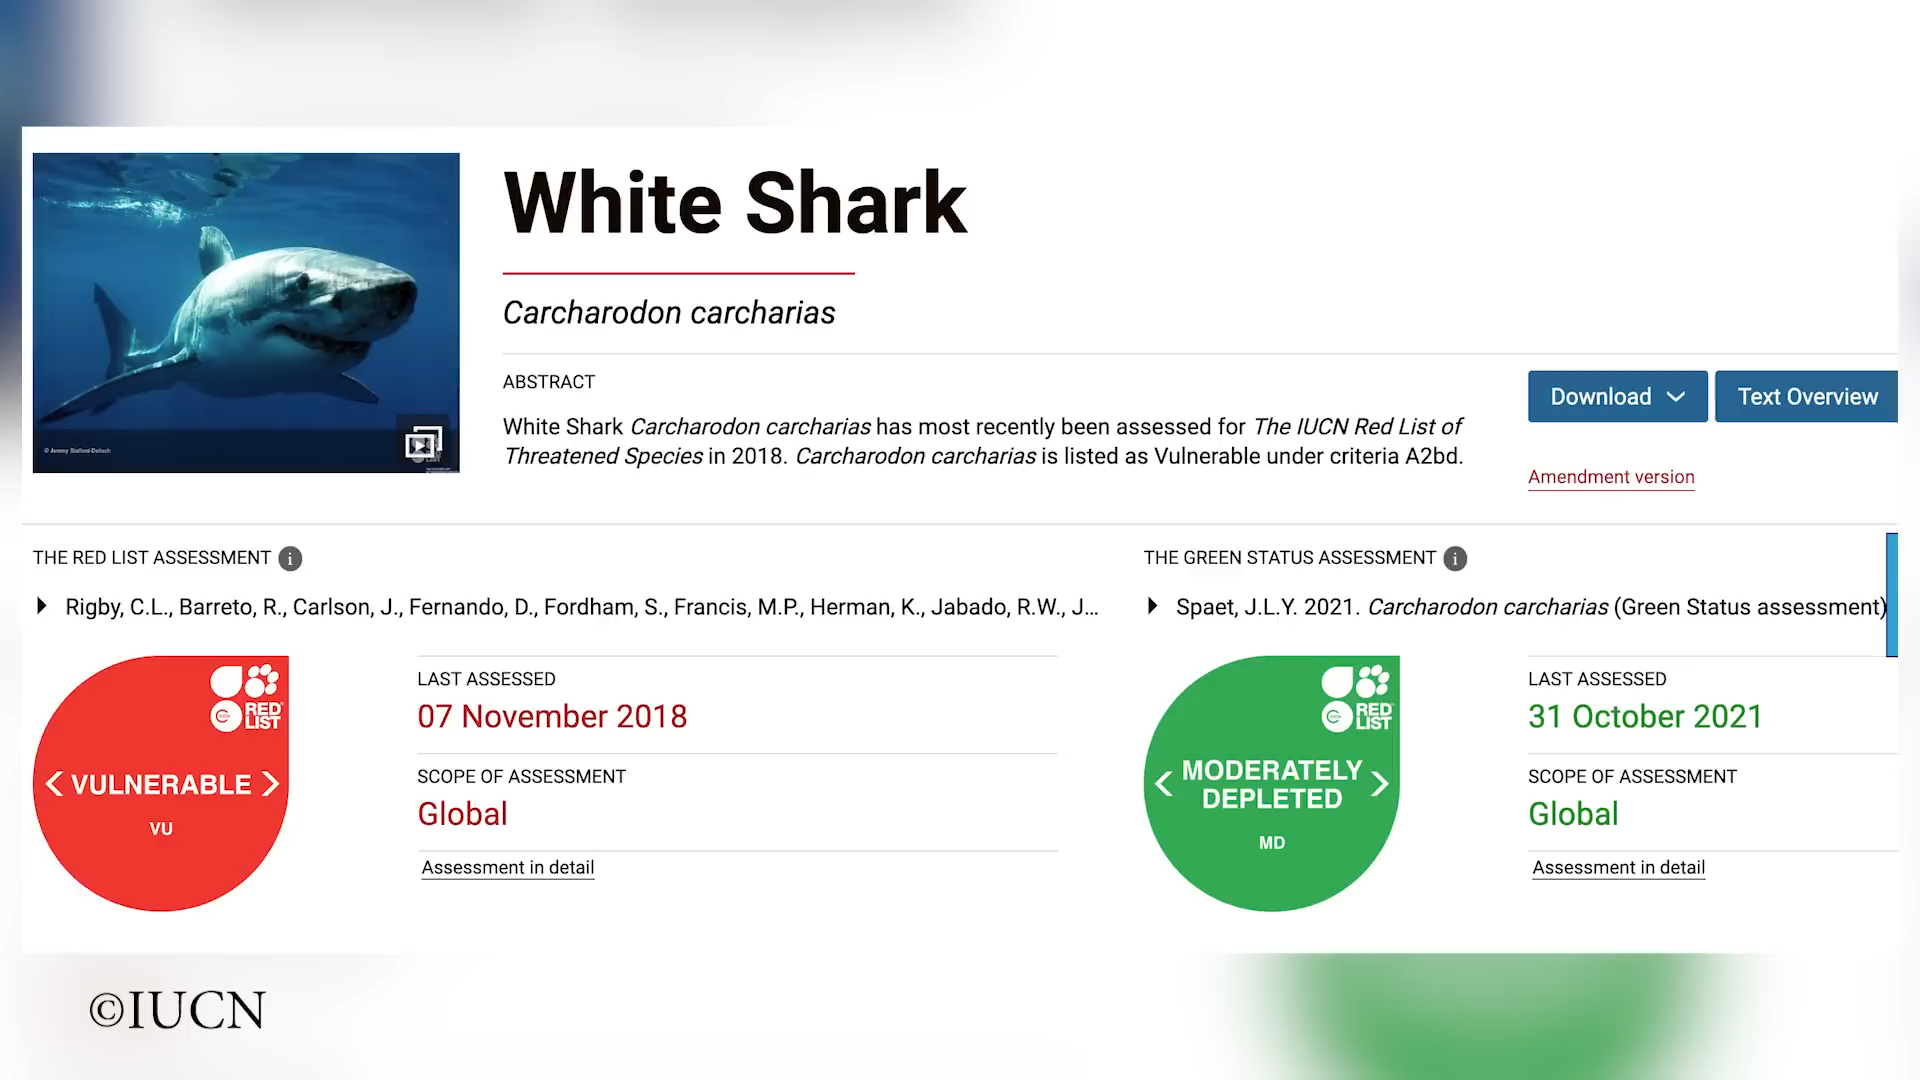 White Shark
Carcharodon carcharias
ABSTRACT
White Shark Carcharodon carcharias has most recently been assessed for The IUCN Red List of
Threatened Species in 2018. Carcharodon carcharias is listed as Vulnerable under criteria A2bd.
Download
Text Overview
Amendment version
© Jeremy Stafford-Deitsch
THE RED LIST ASSESSMENT i
Rigby, C.L., Barreto, R., Carlson, J., Fernando, D., Fordham, S., Francis, M.P., Herman, K., Jabado, R.W., J...
RED
LIST
VULNERABLE
VU
LAST ASSESSED
07 November 2018
SCOPE OF ASSESSMENT
Global
Assessment in detail
THE GREEN STATUS ASSESSMENT i
Spaet, J.L.Y. 2021. Carcharodon carcharias (Green Status assessment)
RED
LIST
MODERATELY
DEPLETED
MD
LAST ASSESSED
31 October 2021
SCOPE OF ASSESSMENT
Global
Assessment in detail
©IUCN